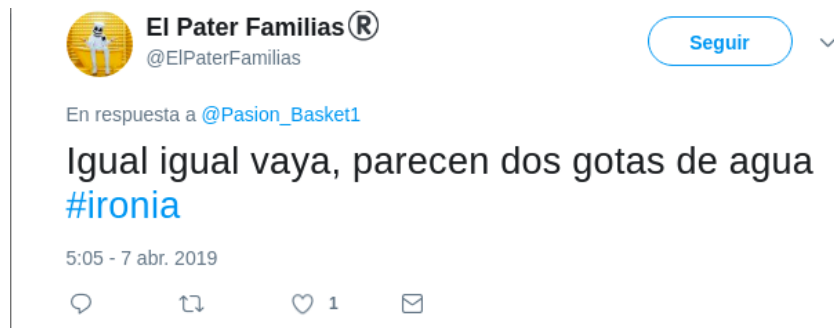 El Pater Familias®
@ElPaterFamilias
Seguir
En respuesta a @Pasion_Basket1
Igual igual vaya, parecen dos gotas de agua
#ironia
5:05 - 7 abr. 2019
1